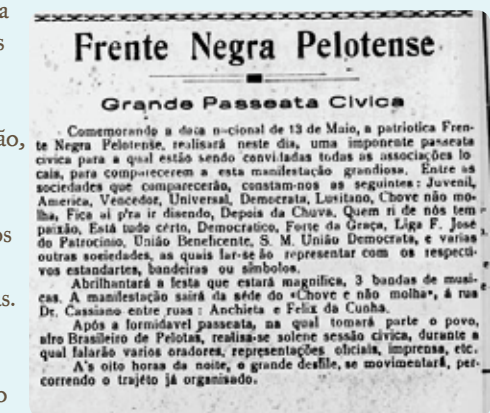 a
s
ão,
os
s.
o
Frente Negra Pelotense
Grande Passeata Civica
Comemorando a data nacional de 13 de Maio, a patriotica Fren-
te Negra Pelotense, realisará neste dia, uma imponente passeata
civica para a qual estão sendo convidadas todas as associações lo-
cais, para comparecerem a esta manifestação grandiosa. Entre as
sociedades que comparecerão, constam-nos as seguintes: Juvenil,
America, Vencedor, Universal, Democrata, Lusitano, Chove não mo-
lha, Fica aí p'ra ir disendo, Depois da Chuva, Quem ri de nós tem
paixão, Está tudo cérto, Democratico, Forte da Graça, Liga F. José
do Patrocinio, União Beneficente, S. M. União Democrata, e varias
outras sociedades, as quais far-se ão representar com os respecti-
vos estandartes, bandeiras ou simbolos.
Abrilhantará a festa que estará magnifica, 3 bandas de musi-
cas. A manifestação sairá da séde do «Chove e não molha», á rua
Dr. Cassiano entre ruas: Anchieta e Felix da Cunha.
Após a formidavel passeata, na qual tomará parte o povo,
afro Brasileiro de Pelotas, realisa-se solene sessão civica, durante a
qual falarão varios oradores, representações oficiais, imprensa, etc.
A's oito horas da noite, o grande desfile, se movimentará, per-
correndo o trajéto já organisado.